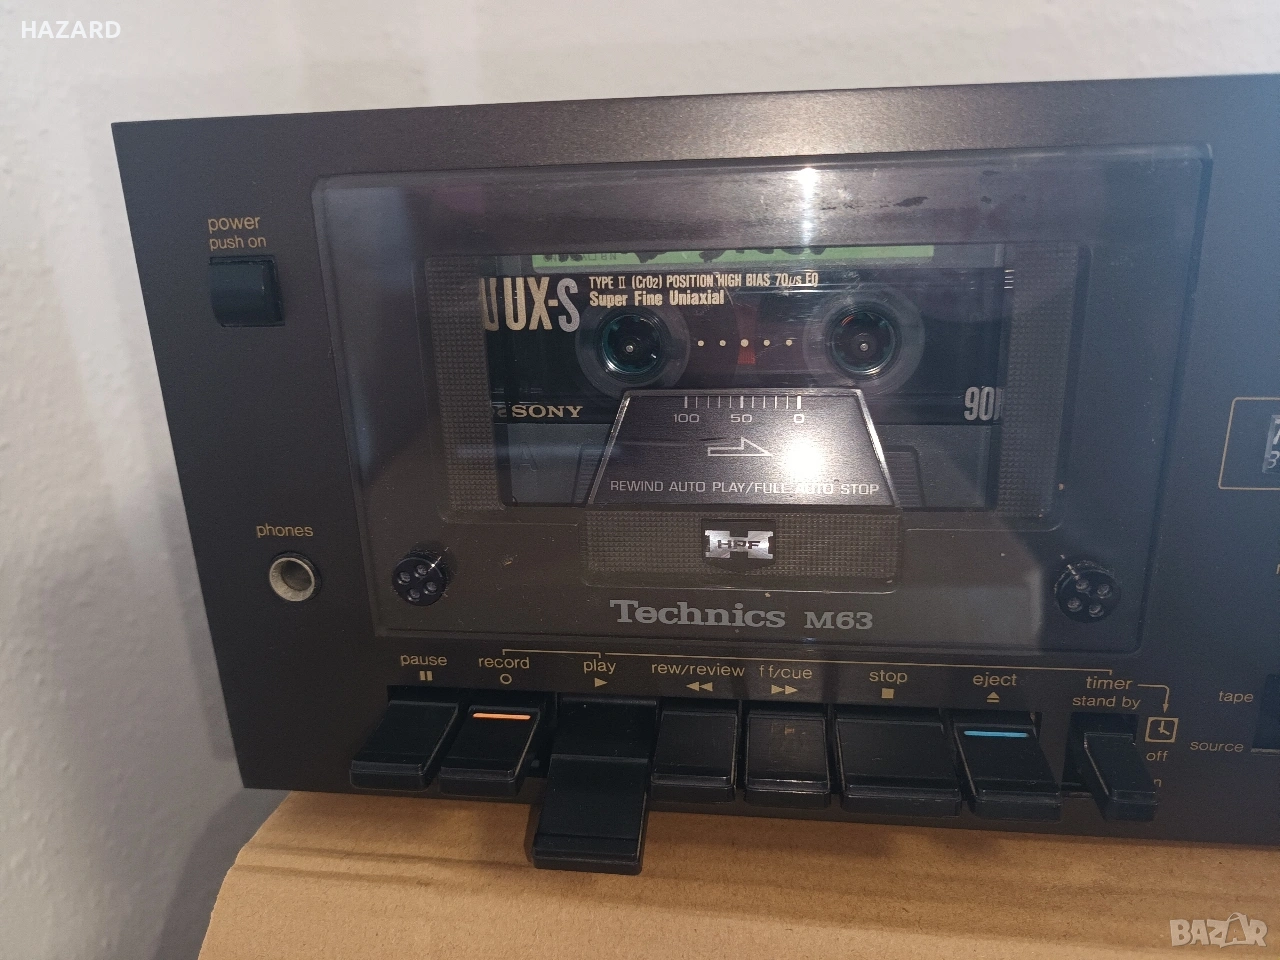 HAZARD
power
push on
UX-S
TYPE II (CrO2) POSITION HIGH BIAS 70µs EQ
Super Fine Uniaxial
SONY
90
100 50 0
REWIND AUTO PLAY/FULL AUTO STOP
HPF
phones
Technics M63
pause
record
play
rew/review
ff/cue
stop
eject
timer
stand by
off
tape
source
BAZAR